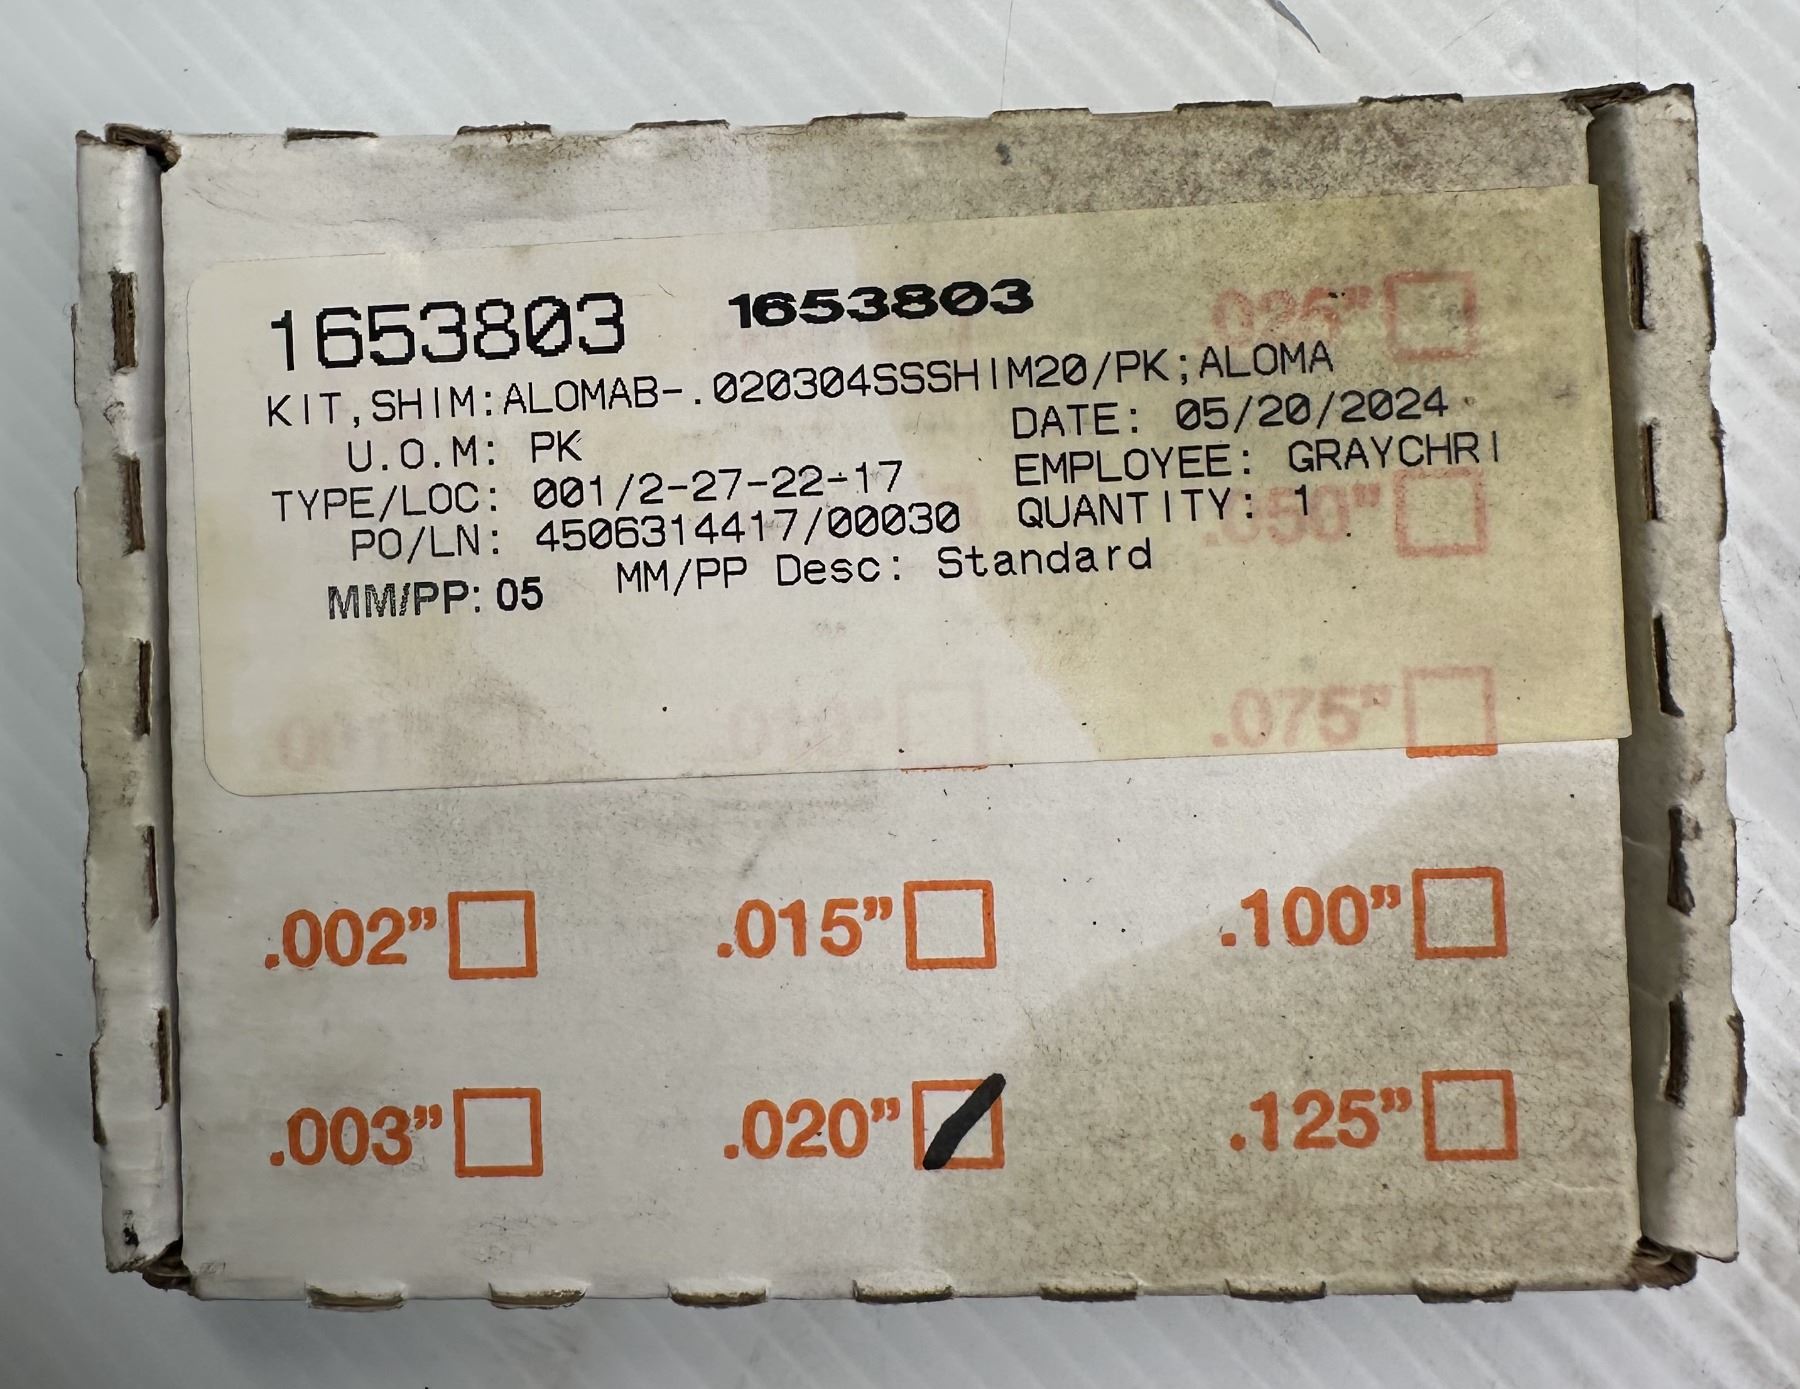 1653803 1653803
KIT,SHIM:ALOMAB-.020304SSSHIM20/PK;ALOMA
U.O.M: PK DATE: 05/20/2024
TYPE/LOC: 001/2-27-22-17 EMPLOYEE: GRAYCHRI
PO/LN: 4506314417/00030 QUANTITY: 1
MM/PP: 05 MM/PP Desc: Standard
.025"
.050"
.075"
.002” .015” .100”
.003” .020” .125”